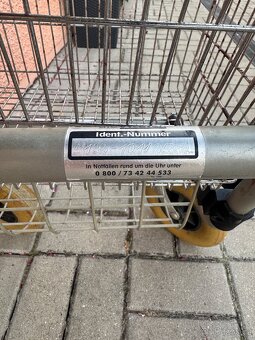 Ident.-Nummer
in Notfällen rund um die Uhr unter
0 800 / 73 42 44 533